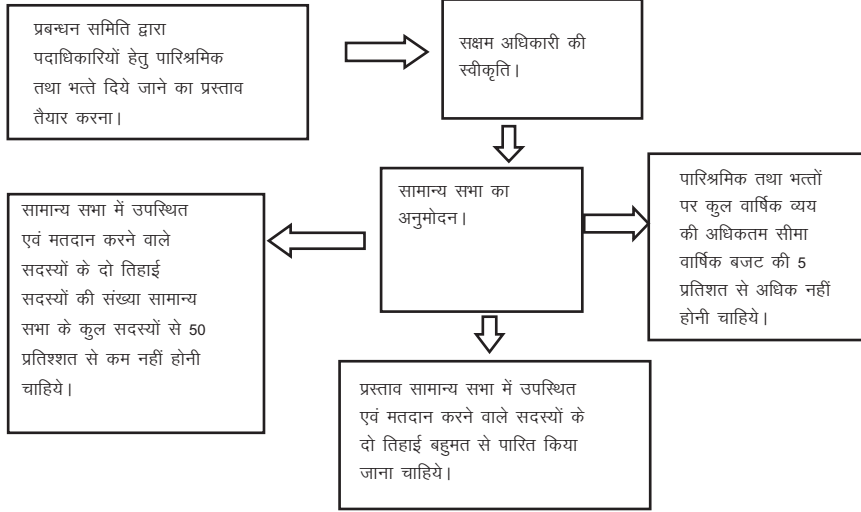 प्रबन्धन समिति द्वारा
पदाधिकारियों हेतु पारिश्रमिक
तथा भत्ते दिये जाने का प्रस्ताव
तैयार करना।
सक्षम अधिकारी की
स्वीकृति।
सामान्य सभा का
अनुमोदन।
पारिश्रमिक तथा भत्तों
पर कुल वार्षिक व्यय
की अधिकतम सीमा
वार्षिक बजट की 5
प्रतिशत से अधिक नहीं
होनी चाहिये।
सामान्य सभा में उपस्थित
एवं मतदान करने वाले
सदस्यों के दो तिहाई
सदस्यों की संख्या सामान्य
सभा के कुल सदस्यों से 50
प्रतिश्शत से कम नहीं होनी
चाहिये।
प्रस्ताव सामान्य सभा में उपस्थित
एवं मतदान करने वाले सदस्यों के
दो तिहाई बहुमत से पारित किया
जाना चाहिये।